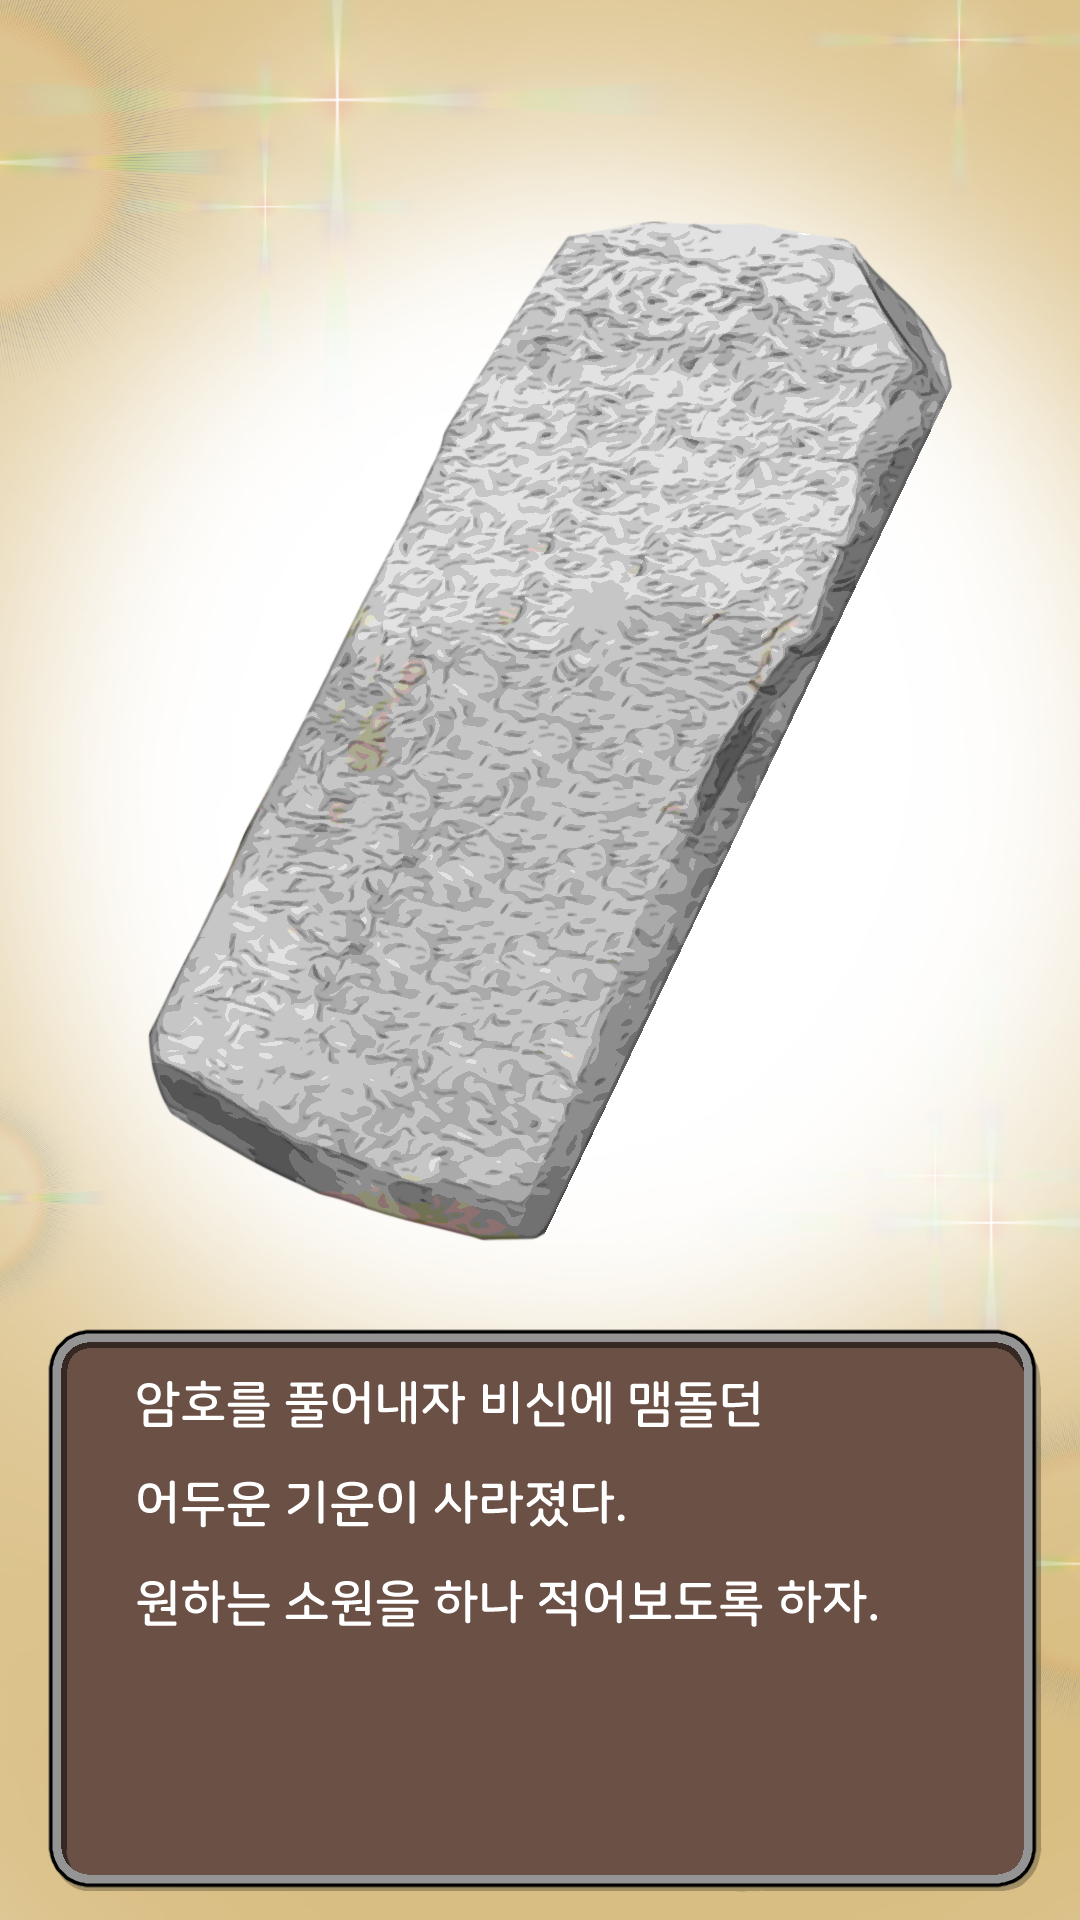 암호를 풀어내자 비신에 맴돌던
어두운 기운이 사라졌다.
원하는 소원을 하나 적어보도록 하자.